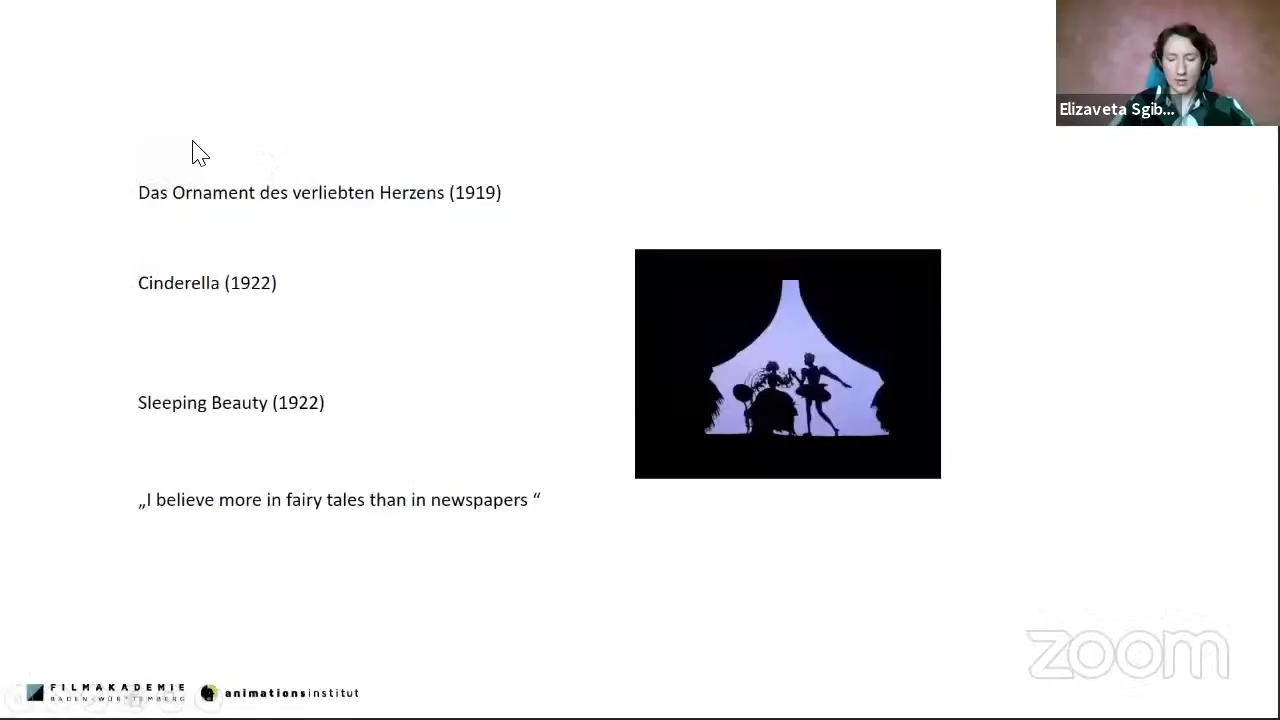 Elizaveta Sgib...
Das Ornament des verliebten Herzens (1919)
Cinderella (1922)
Sleeping Beauty (1922)
„I believe more in fairy tales than in newspapers “
zoom
FILMAKADEMIE
BADEN-WÜRTTEMBERG
animationsinstitut